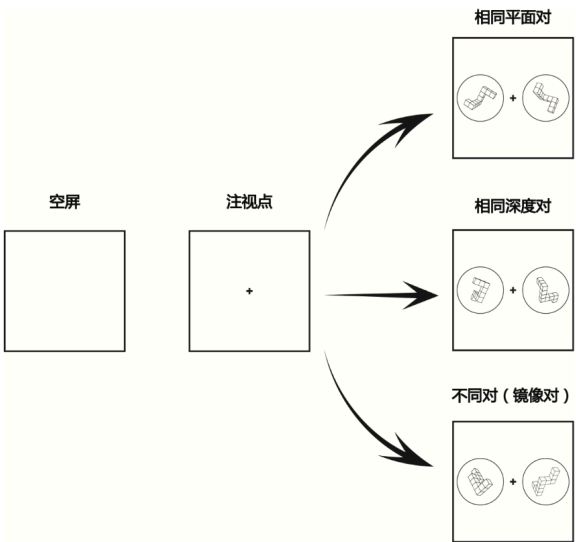 空屏
注视点
相同平面对
相同深度对
不同对（镜像对）